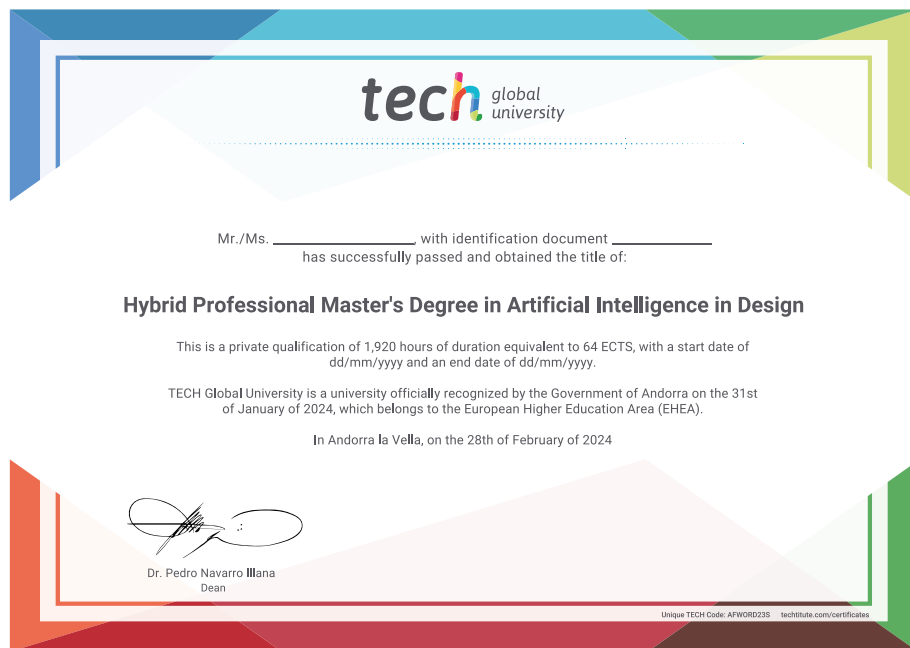 tech global university
Mr./Ms. ____________, with identification document ____________
has successfully passed and obtained the title of:
Hybrid Professional Master's Degree in Artificial Intelligence in Design
This is a private qualification of 1,920 hours of duration equivalent to 64 ECTS, with a start date of
dd/mm/yyyy and an end date of dd/mm/yyyy.
TECH Global University is a university officially recognized by the Government of Andorra on the 31st
of January of 2024, which belongs to the European Higher Education Area (EHEA).
In Andorra la Vella, on the 28th of February of 2024
Dr. Pedro Navarro Illana
Dean
Unique TECH Code: AFWORD23S techtitute.com/certificates